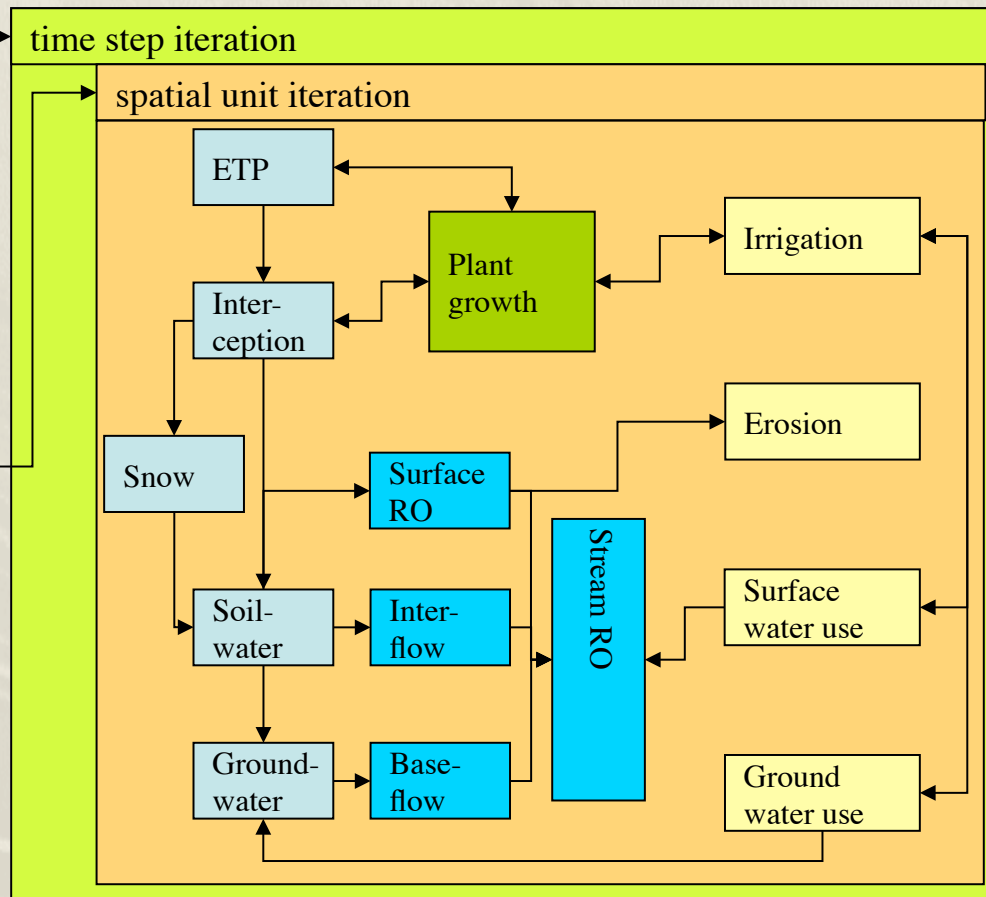 time step iteration
spatial unit iteration
ETP
Plant
growth
Irrigation
Inter-
ception
Erosion
Snow
Surface
RO
Stream RO
Soil-
water
Inter-
flow
Surface
water use
Ground-
water
Base-
flow
Ground
water use